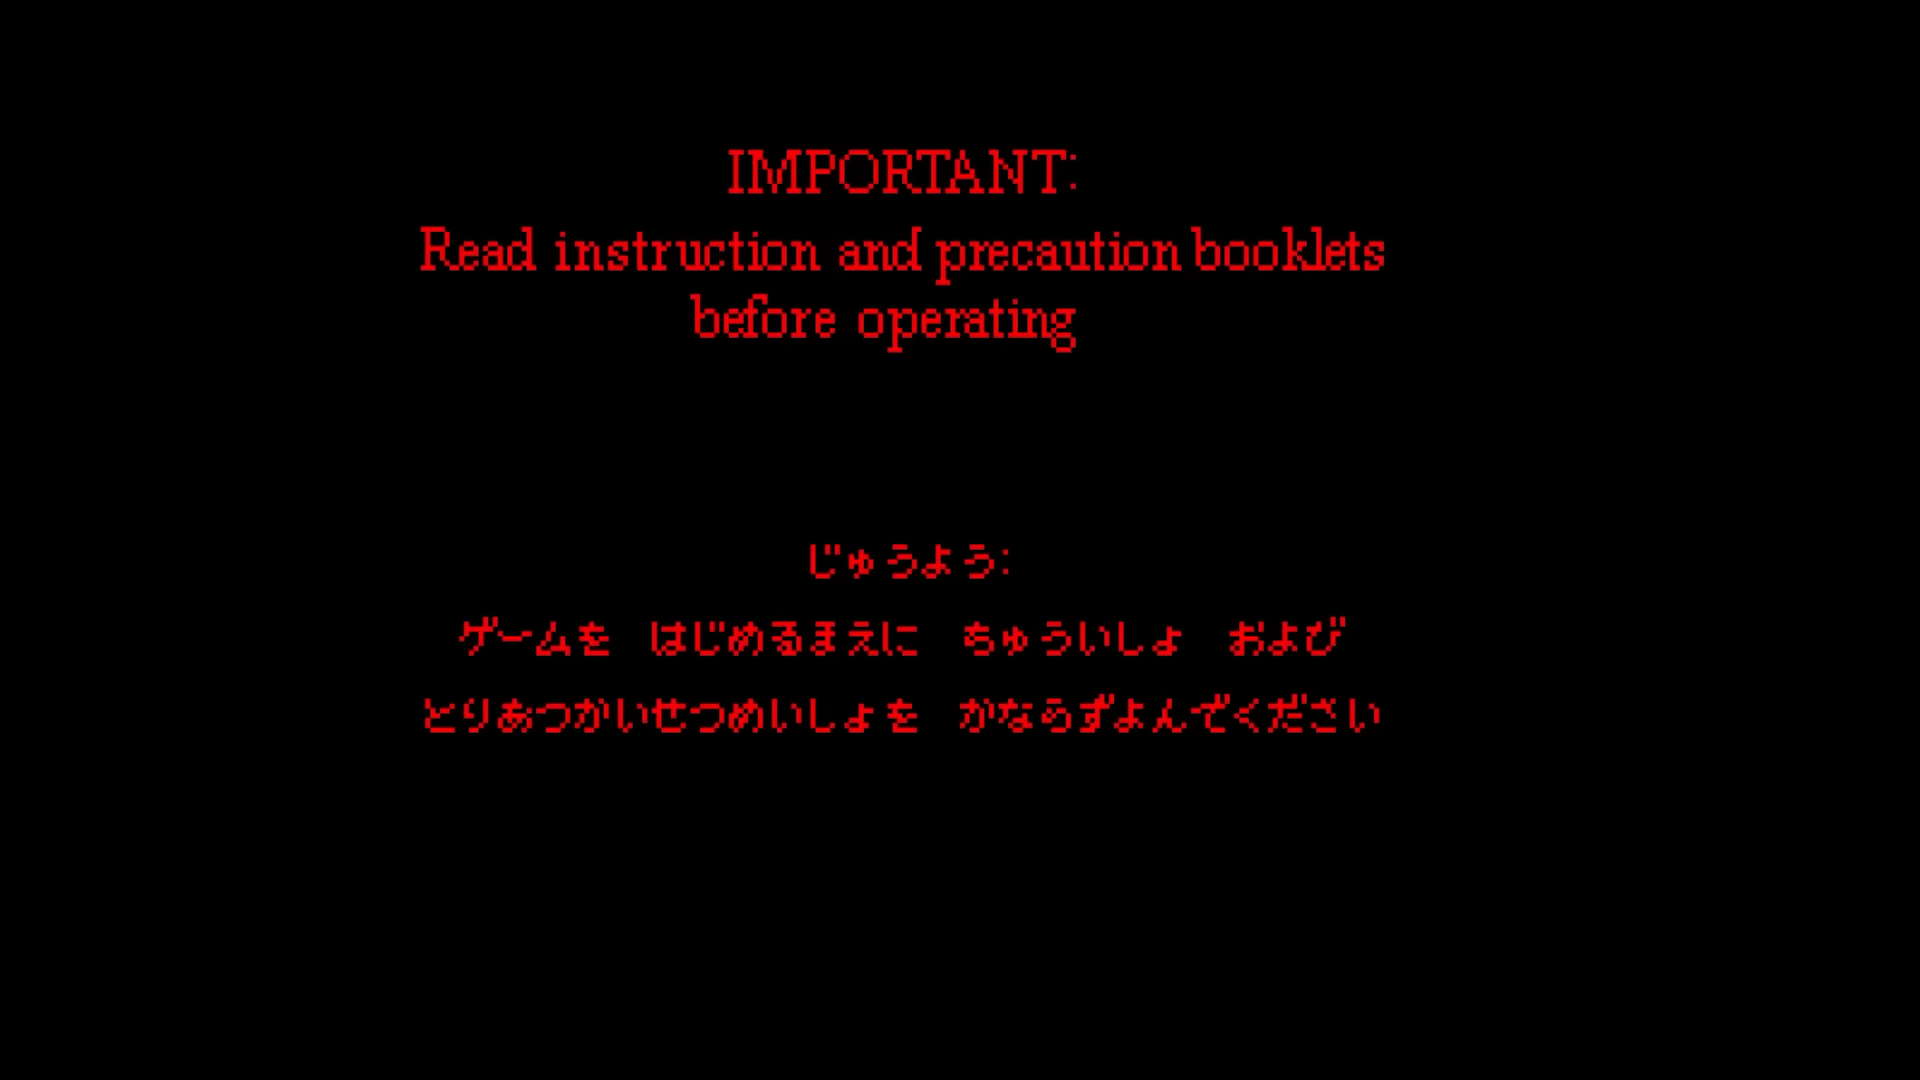 IMPORTANT:
Read instruction and precaution booklets
before operating
じゅうよう:
ゲームを はじめるまえに ちゅういしょ および
とりあつかいせつめいしょを かならずよんでください